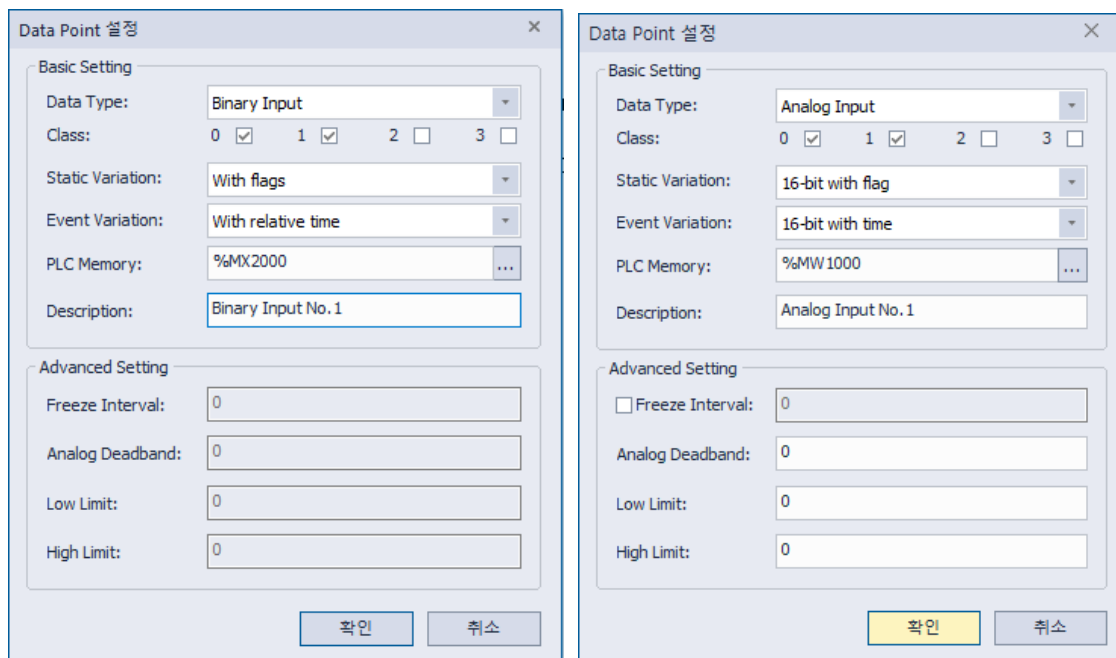 Data Point 설정
Basic Setting
Data Type: Binary Input
Class: 0 1 2 3
Static Variation: With flags
Event Variation: With relative time
PLC Memory: %MX2000 ...
Description: Binary Input No.1
Advanced Setting
Freeze Interval: 0
Analog Deadband: 0
Low Limit: 0
High Limit: 0
확인 취소
Data Point 설정
Basic Setting
Data Type: Analog Input
Class: 0 1 2 3
Static Variation: 16-bit with flag
Event Variation: 16-bit with time
PLC Memory: %MW1000 ...
Description: Analog Input No.1
Advanced Setting
Freeze Interval: 0
Analog Deadband: 0
Low Limit: 0
High Limit: 0
확인 취소